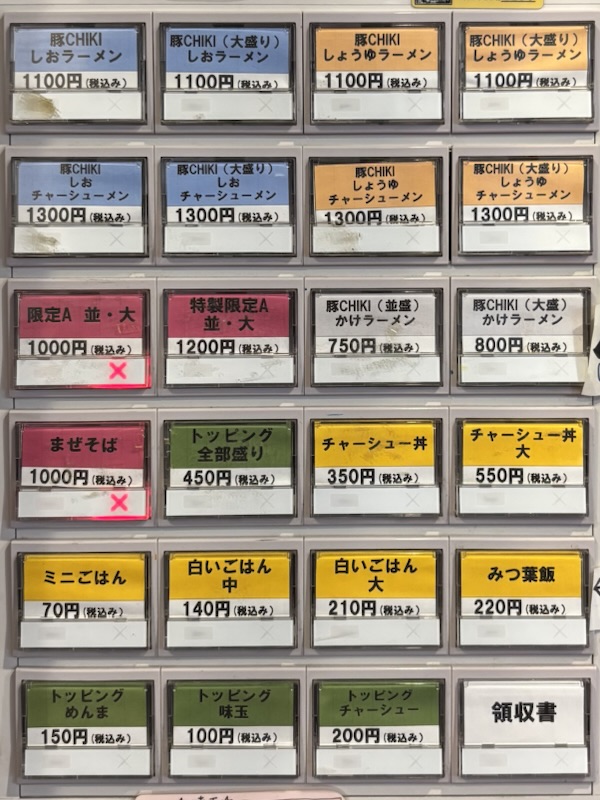 豚CHIKI
しおラーメン
1100円(税込み)
豚CHIKI(大盛り)
しおラーメン
1100円(税込み)
豚CHIKI
しょうゆラーメン
1100円(税込み)
豚CHIKI(大盛り)
しょうゆラーメン
1100円(税込み)
豚CHIKI
しお
チャーシューメン
1300円(税込み)
豚CHIKI(大盛り)
しお
チャーシューメン
1300円(税込み)
豚CHIKI
しょうゆ
チャーシューメン
1300円(税込み)
豚CHIKI(大盛り)
しょうゆ
チャーシューメン
1300円(税込み)
限定A 並・大
1000円(税込み)
×
特製限定A
並・大
1200円(税込み)
豚CHIKI(並盛)
かけラーメン
750円(税込み)
豚CHIKI(大盛)
かけラーメン
800円(税込み)
まぜそば
1000円(税込み)
×
トッピング
全部盛り
450円(税込み)
チャーシュー丼
350円(税込み)
チャーシュー丼
大
550円(税込み)
ミニごはん
70円(税込み)
白いごはん
中
140円(税込み)
白いごはん
大
210円(税込み)
みつ葉飯
220円(税込み)
トッピング
めんま
150円(税込み)
トッピング
味玉
100円(税込み)
トッピング
チャーシュー
200円(税込み)
領収書